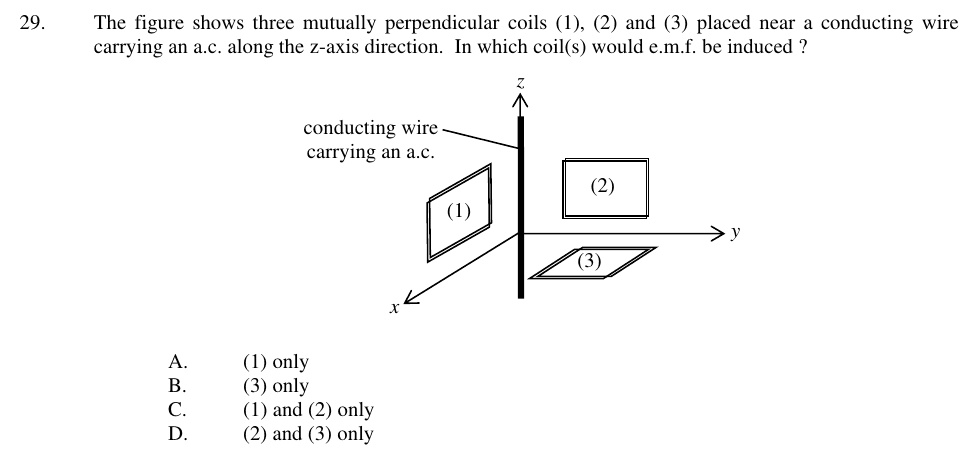 29. The figure shows three mutually perpendicular coils (1), (2) and (3) placed near a conducting wire
carrying an a.c. along the z-axis direction. In which coil(s) would e.m.f. be induced ?
z
conducting wire
carrying an a.c.
(2)
(1)
y
(3)
x
A. (1) only
B. (3) only
C. (1) and (2) only
D. (2) and (3) only